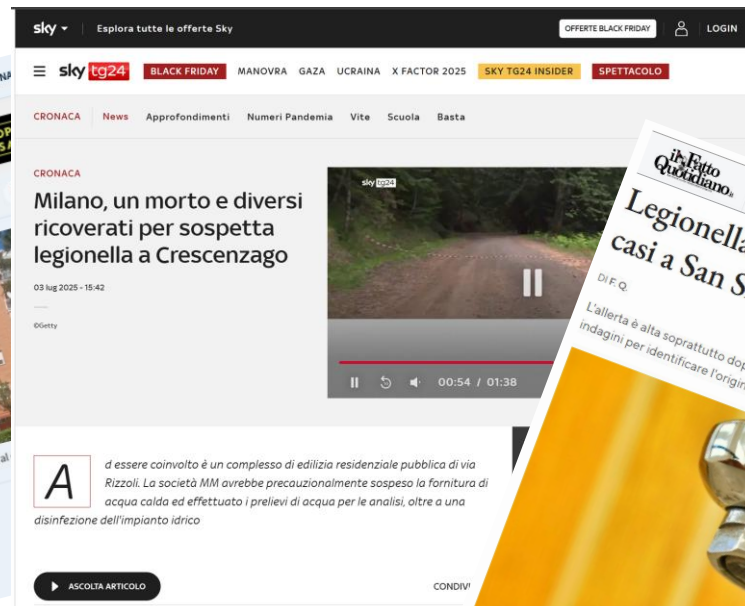 sky
Esplora tutte le offerte Sky
OFFERTE BLACK FRIDAY
LOGIN
sky tg24
BLACK FRIDAY
MANOVRA
GAZA
UCRAINA
X FACTOR 2025
SKY TG24 INSIDER
SPETTACOLO
CRONACA
News
Approfondimenti
Numeri Pandemia
Vite
Scuola
Basta
CRONACA
Milano, un morto e diversi
ricoverati per sospetta
legionella a Crescenzago
03 lug 2025 - 15:42
©Getty
sky tg24
00:54 / 01:38
Ad essere coinvolto è un complesso di edilizia residenziale pubblica di via
Rizzoli. La società MM avrebbe precauzionalmente sospeso la fornitura di
acqua calda ed effettuato i prelievi di acqua per le analisi, oltre a una
disinfezione dell'impianto idrico
ASCOLTA ARTICOLO
CONDIV
il Fatto
Quotidiano
Legionella
casi a San S
DI F. Q.
L'allerta è alta soprattutto dop
indagini per identificare l'origin